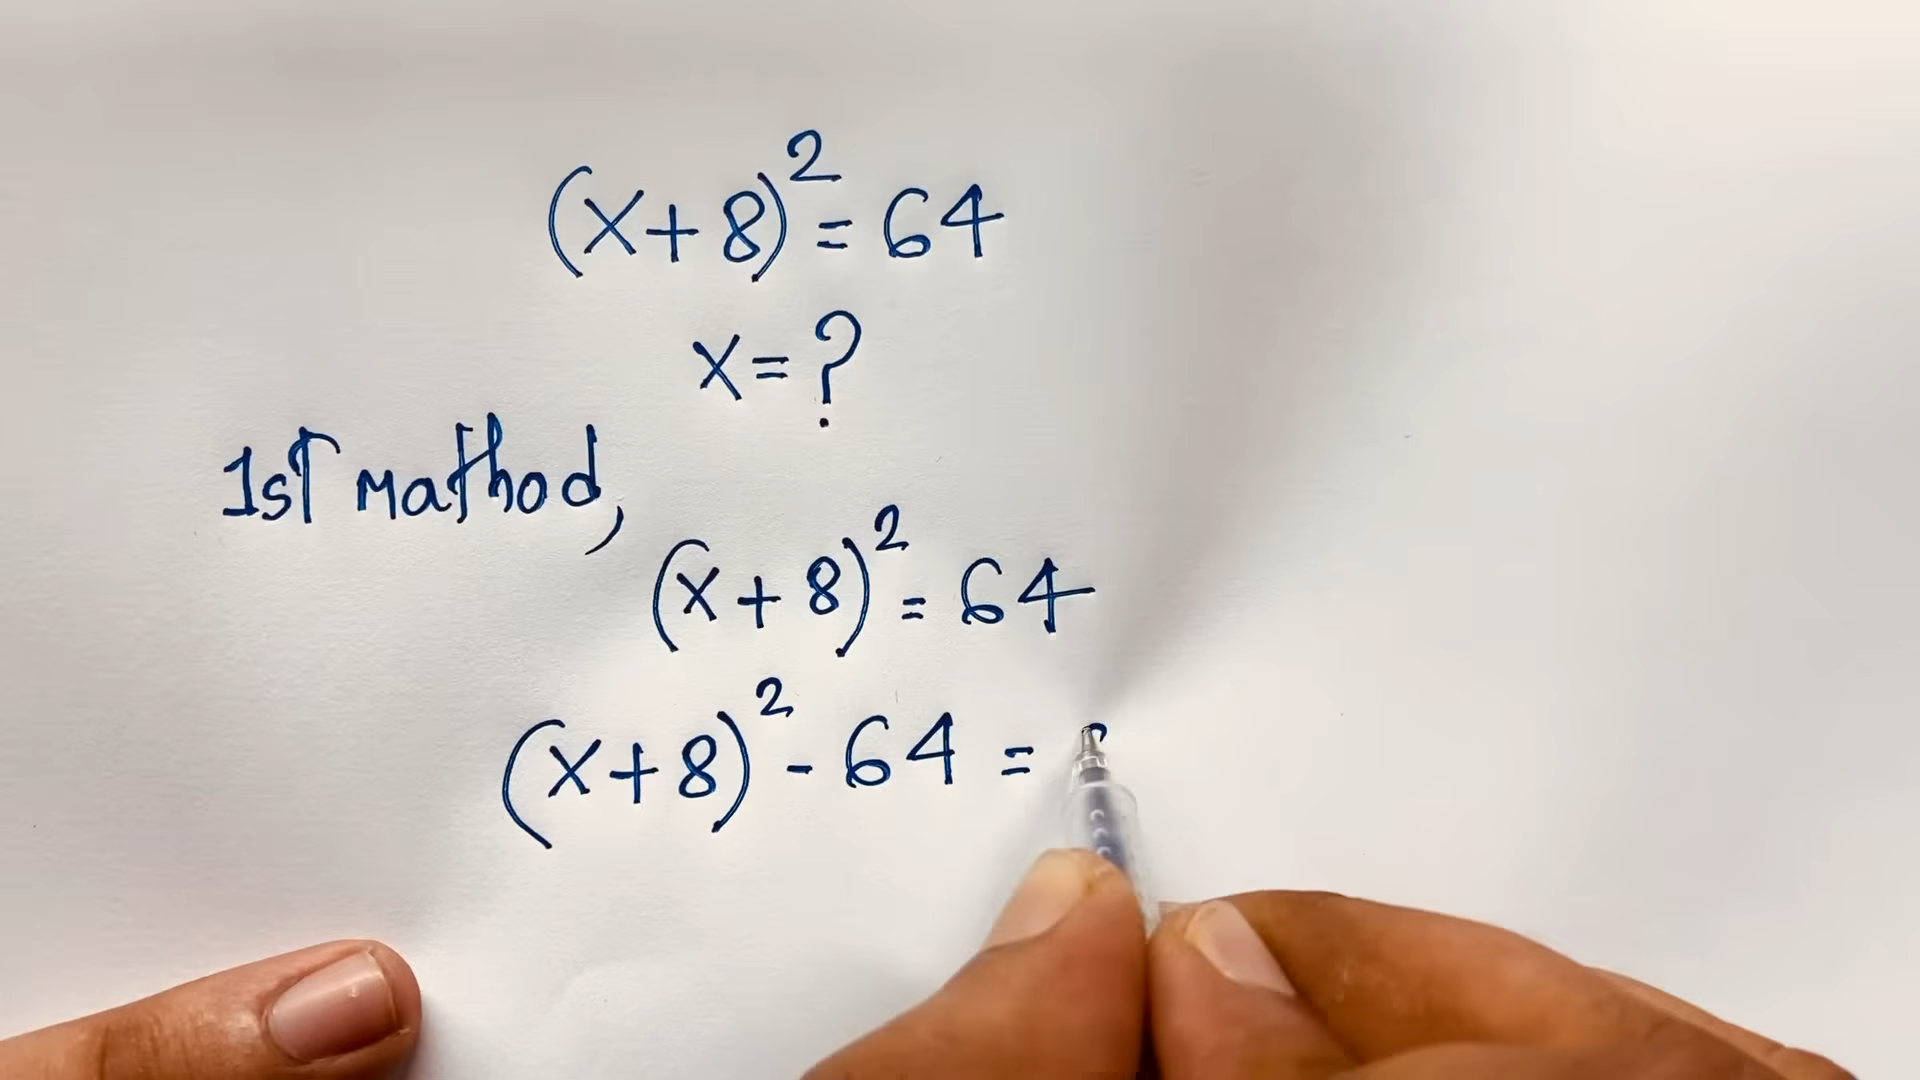 (x+8)² = 64
x = ?
1st mathod,
(x + 8)² = 64
(x+8)² - 64 =